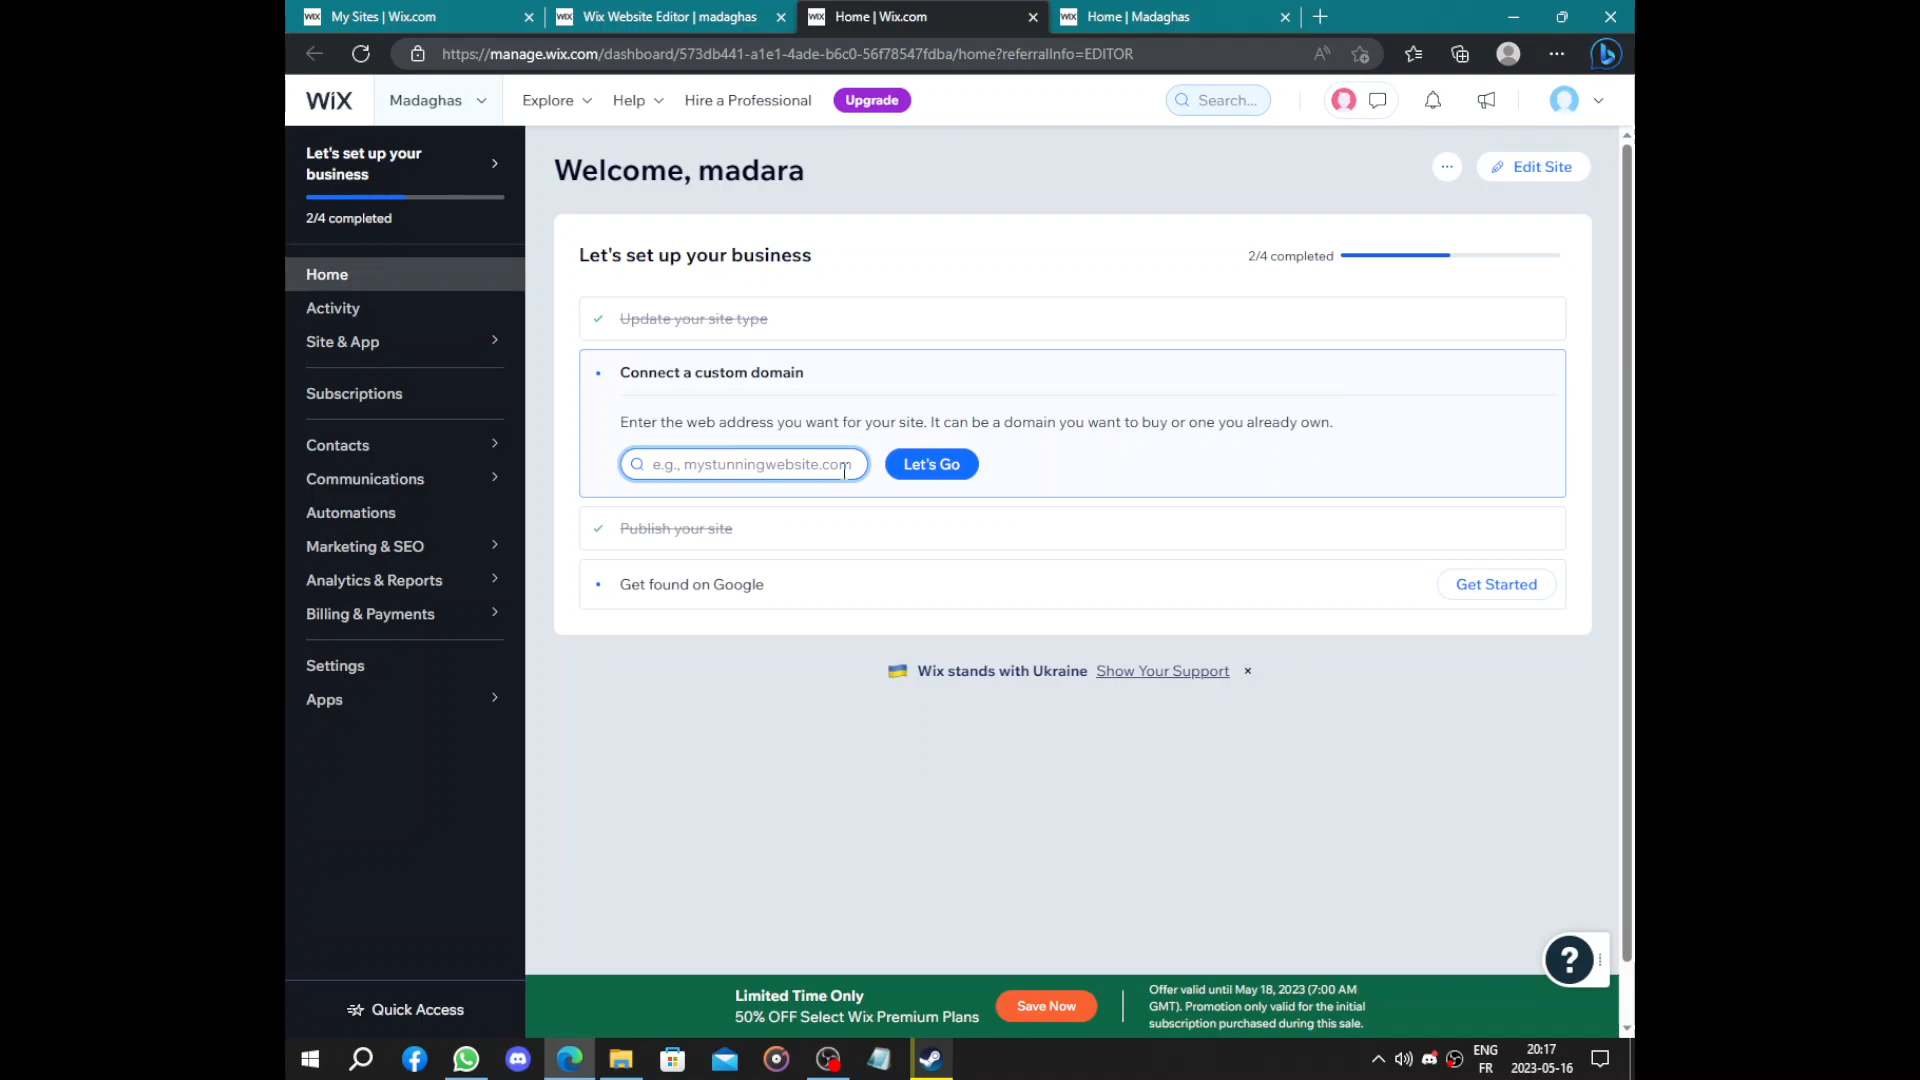 My Sites | Wix.com
Wix Website Editor | madaghas
Home | Wix.com
Home | Madaghas
https://manage.wix.com/dashboard/573db441-a1e1-4ade-b6c0-56f78547fdba/home?referralInfo=EDITOR
WiX
Madaghas
Explore
Help
Hire a Professional
Upgrade
Search...
Let's set up your
business
2/4 completed
Home
Activity
Site & App
Subscriptions
Contacts
Communications
Automations
Marketing & SEO
Analytics & Reports
Billing & Payments
Settings
Apps
Quick Access
Welcome, madara
Edit Site
Let's set up your business
2/4 completed
Update your site type
Connect a custom domain
Enter the web address you want for your site. It can be a domain you want to buy or one you already own.
e.g., mystunningwebsite.com
Let's Go
Publish your site
Get found on Google
Get Started
Wix stands with Ukraine Show Your Support
Limited Time Only
50% OFF Select Wix Premium Plans
Save Now
Offer valid until May 18, 2023 (7:00 AM
GMT). Promotion only valid for the initial
subscription purchased during this sale.
ENG
FR
20:17
2023-05-16